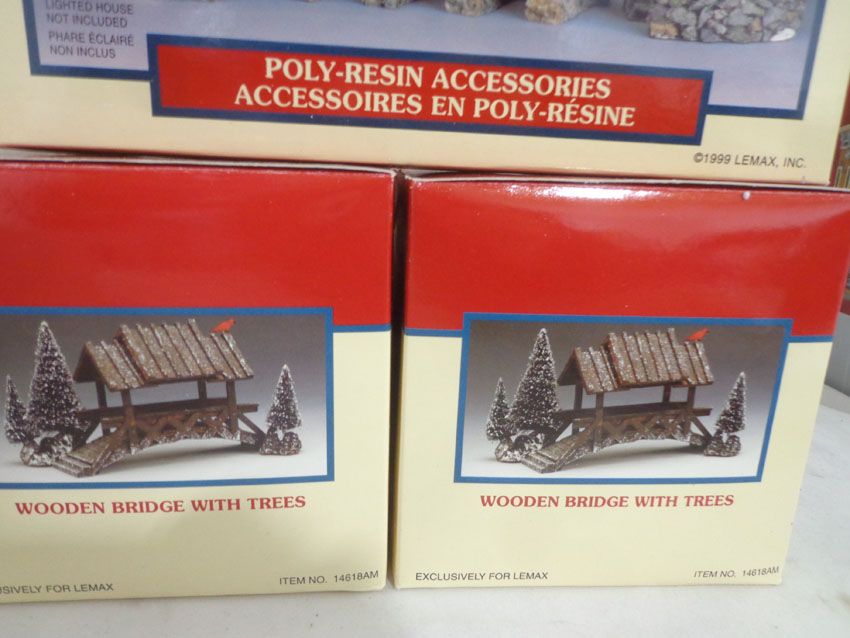 LIGHTED HOUSE
NOT INCLUDED
PHARE ÉCLAIRÉ
NON INCLUS
POLY-RESIN ACCESSORIES
ACCESSOIRES EN POLY-RÉSINE
©1999 LEMAX, INC.
WOODEN BRIDGE WITH TREES
ITEM NO. 14618AM
SIVELY FOR LEMAX
WOODEN BRIDGE WITH TREES
EXCLUSIVELY FOR LEMAX
ITEM NO. 14618AM